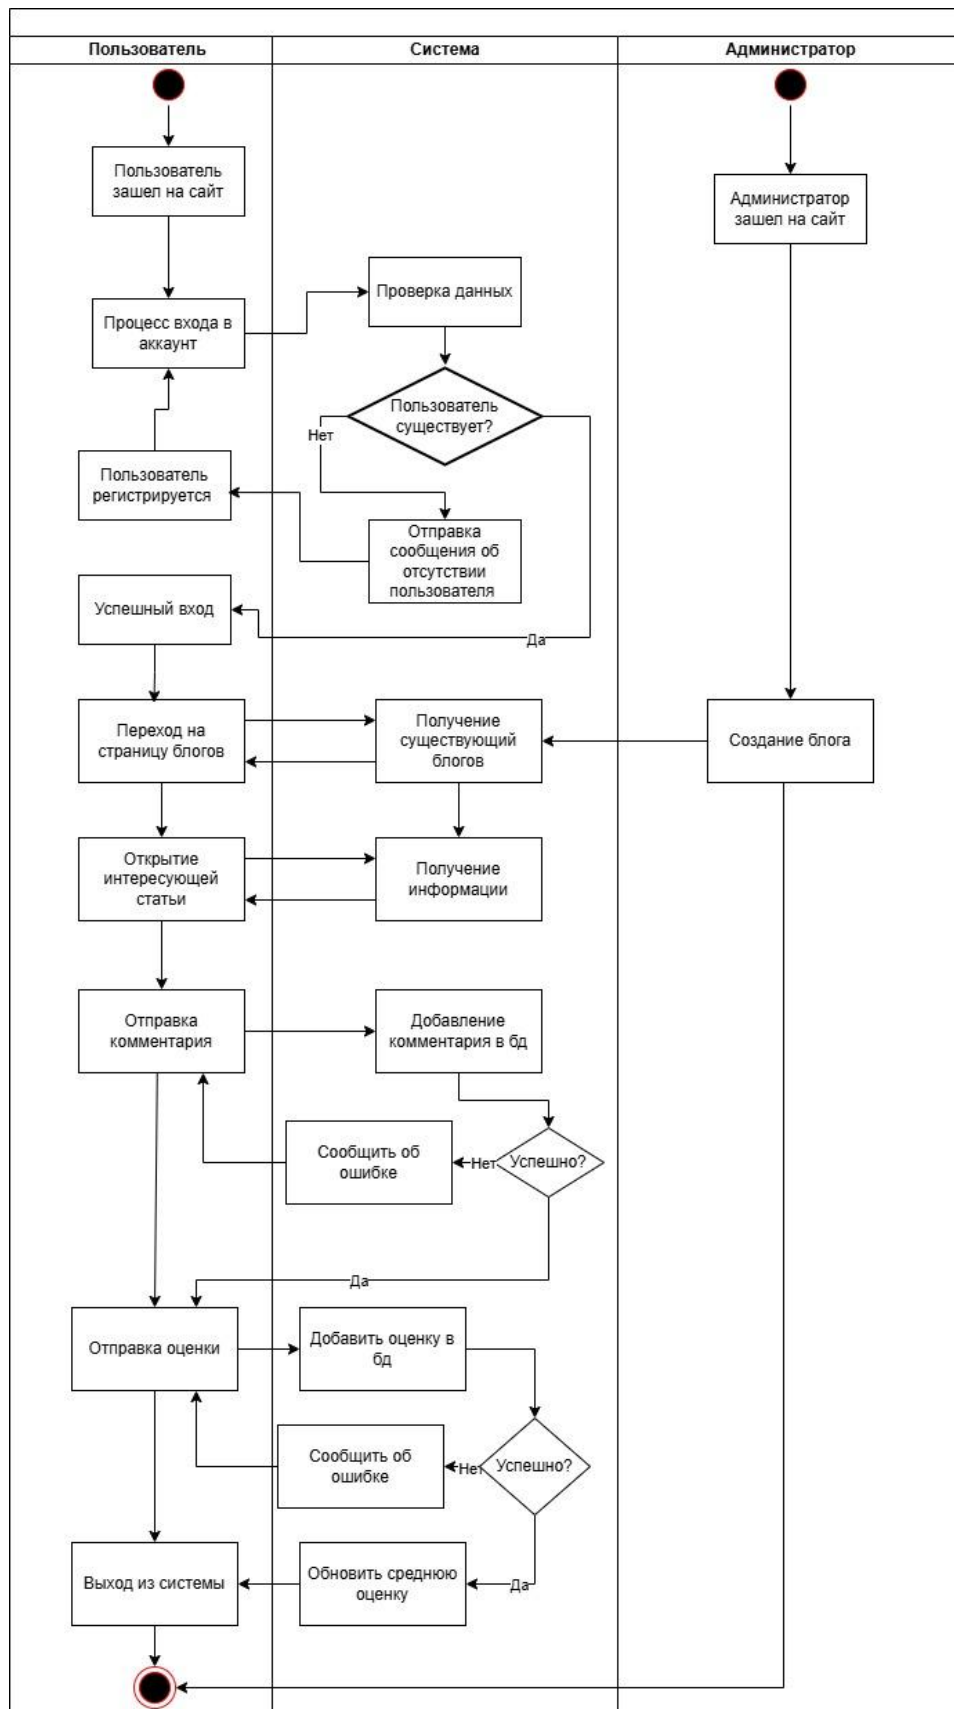 Пользователь
Система
Администратор
Пользователь
зашел на сайт
Администратор
зашел на сайт
Проверка данных
Процесс входа в
аккаунт
Пользователь
существует?
Нет
Пользователь
регистрируется
Отправка
сообщения об
отсутствии
пользователя
Успешный вход
Да
Переход на
страницу блогов
Получение
существующий
блогов
Создание блога
Открытие
интересующей
статьи
Получение
информации
Отправка
комментария
Добавление
комментария в бд
Сообщить об
ошибке
Нет
Успешно?
Да
Отправка оценки
Добавить оценку в
бд
Сообщить об
ошибке
Нет
Успешно?
Выход из системы
Обновить среднюю
оценку
Да